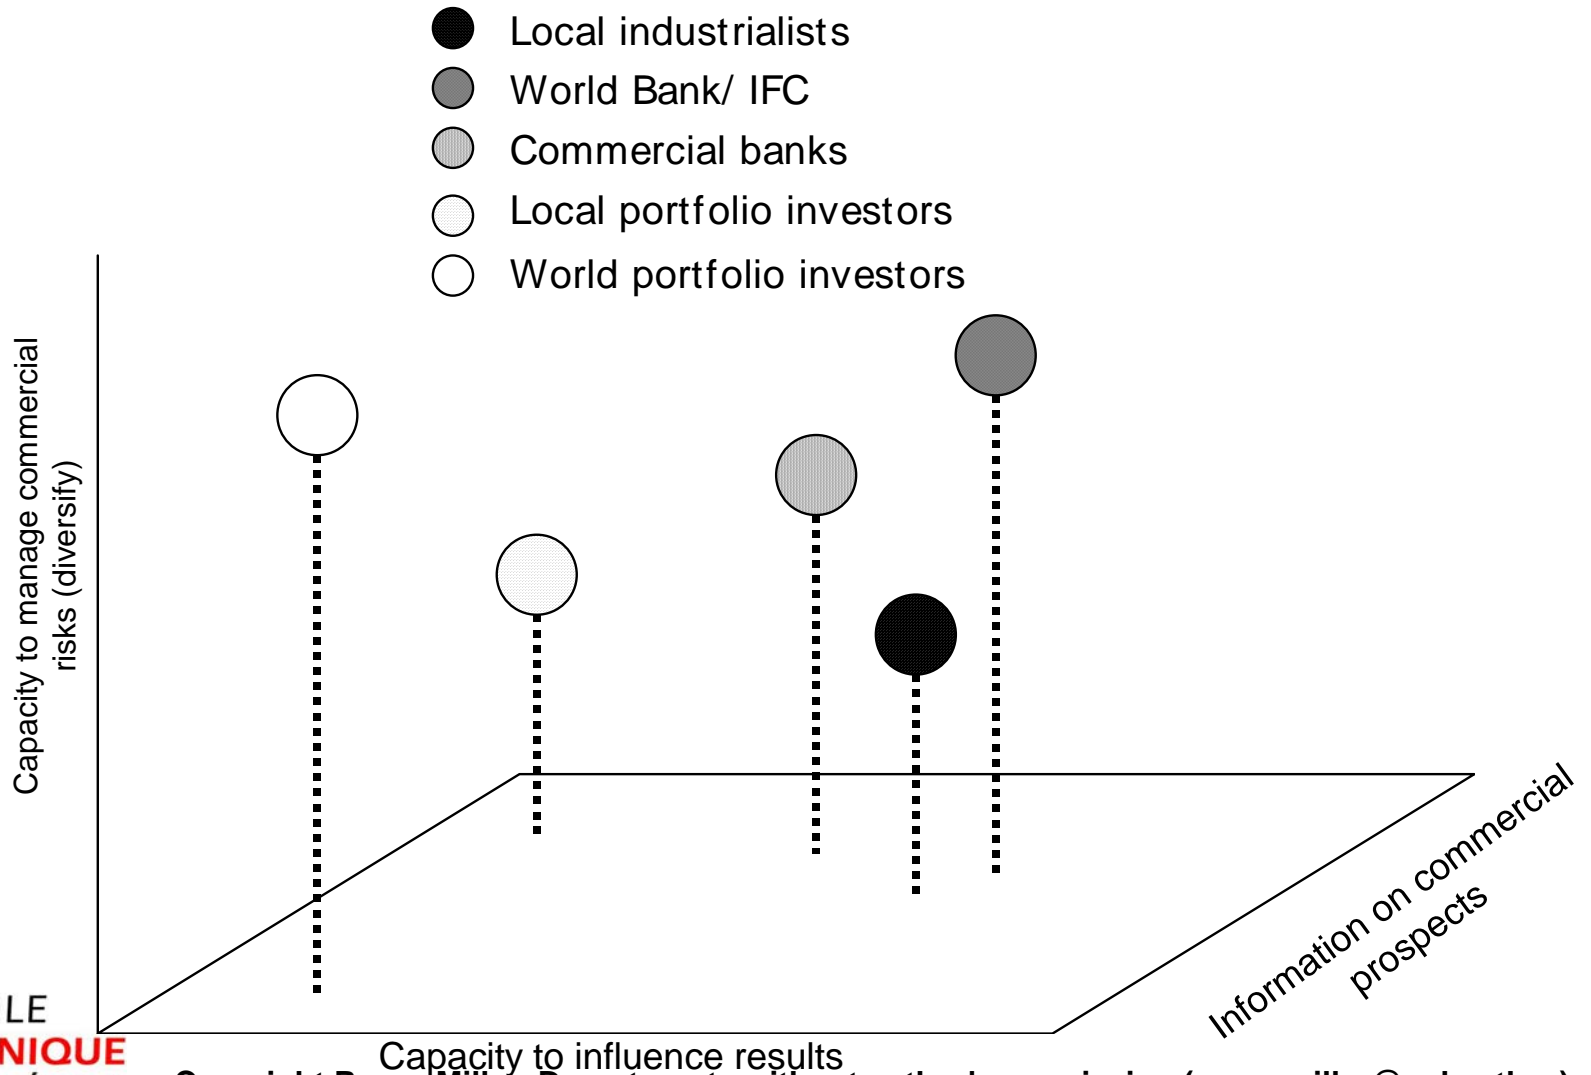 Local industrialists
World Bank/ IFC
Commercial banks
Local portfolio investors
World portfolio investors
Capacity to manage commercial
risks (diversify)
Information on commercial
prospects
LE
NIQUE
Capacity to influence results